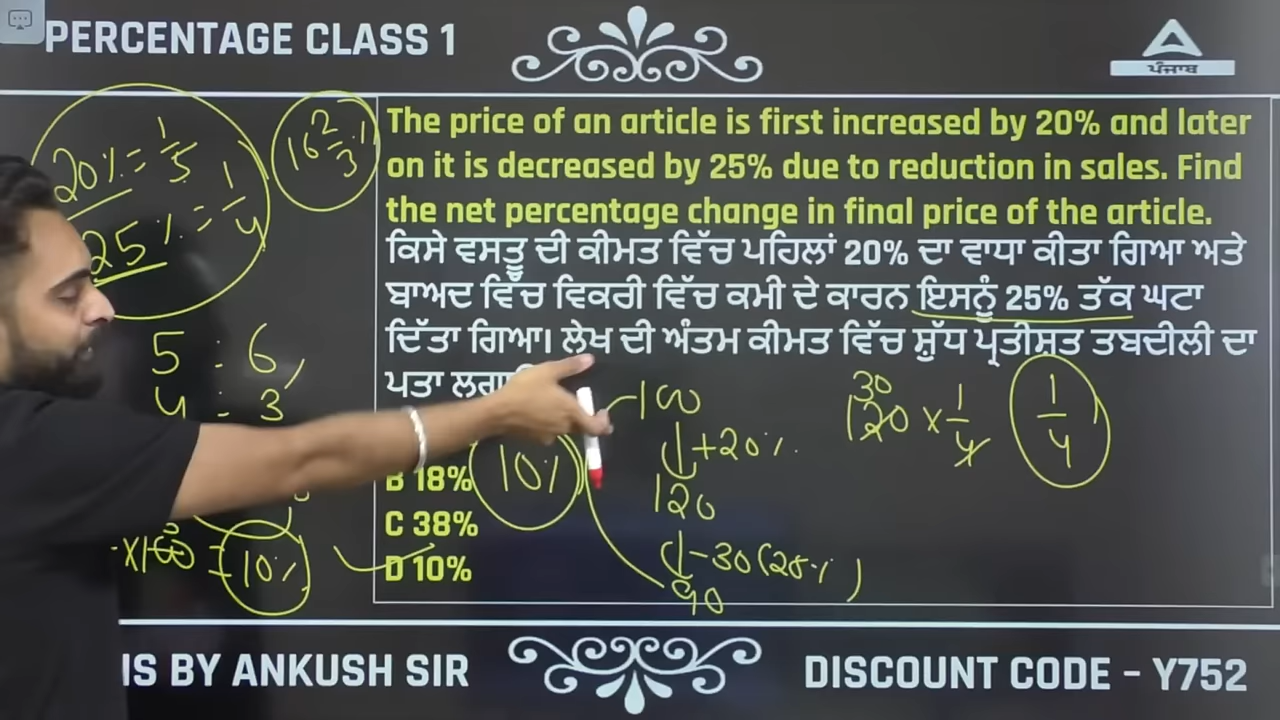 PERCENTAGE CLASS 1
ਪੰਜਾਬ
20% = 1/5
25% = 1/4
16 2/3 %
The price of an article is first increased by 20% and later
on it is decreased by 25% due to reduction in sales. Find
the net percentage change in final price of the article.
ਕਿਸੇ ਵਸਤੂ ਦੀ ਕੀਮਤ ਵਿੱਚ ਪਹਿਲਾਂ 20% ਦਾ ਵਾਧਾ ਕੀਤਾ ਗਿਆ ਅਤੇ
ਬਾਅਦ ਵਿੱਚ ਵਿਕਰੀ ਵਿੱਚ ਕਮੀ ਦੇ ਕਾਰਨ ਇਸਨੂੰ 25% ਤੱਕ ਘਟਾ
ਦਿੱਤਾ ਗਿਆ। ਲੇਖ ਦੀ ਅੰਤਮ ਕੀਮਤ ਵਿੱਚ ਸ਼ੁੱਧ ਪ੍ਰਤੀਸ਼ਤ ਤਬਦੀਲੀ ਦਾ
ਪਤਾ
B 18%
C 38%
D 10%
5 : 6
4 : 3
×100 = 10%
10%
100
+20%
120
-30 (25%)
90
30
120 × 1/4
1/4
IS BY ANKUSH SIR
DISCOUNT CODE - Y752